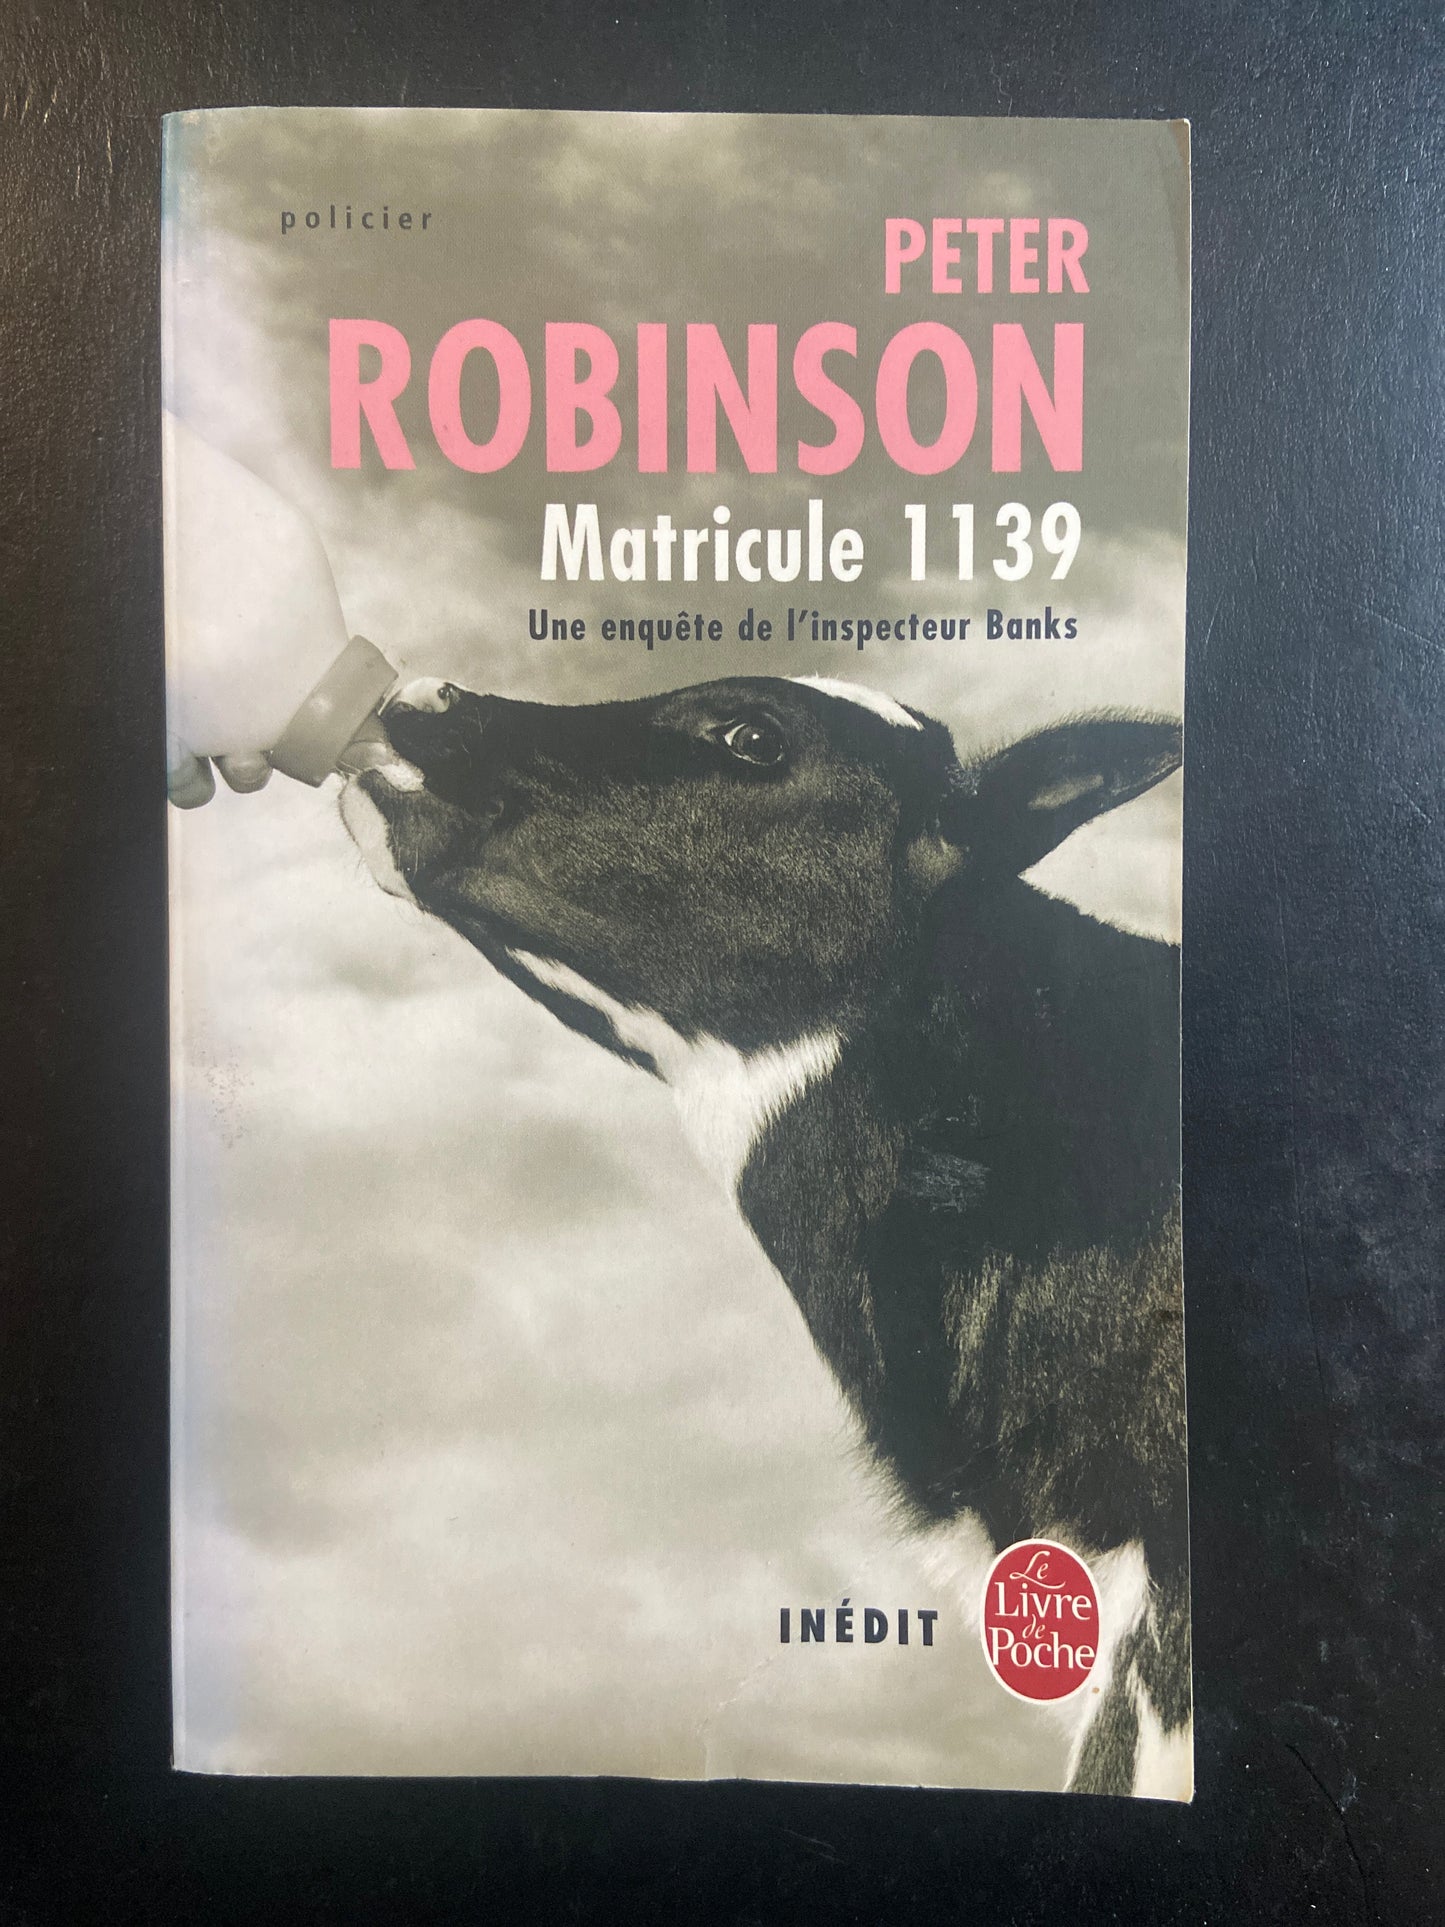 policier
PETER
ROBINSON
Matricule 1139
Une enquête de l'inspecteur Banks
INÉDIT
Le
Livre
de
Poche